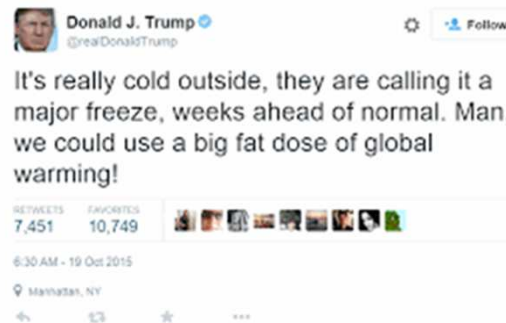 Donald J. Trump
@realDonaldTrump
Follow
It's really cold outside, they are calling it a
major freeze, weeks ahead of normal. Man
we could use a big fat dose of global
warming!
RETWEETS FAVORITES
7,451 10,749
6:30 AM - 19 Oct 2015
Manhattan, NY